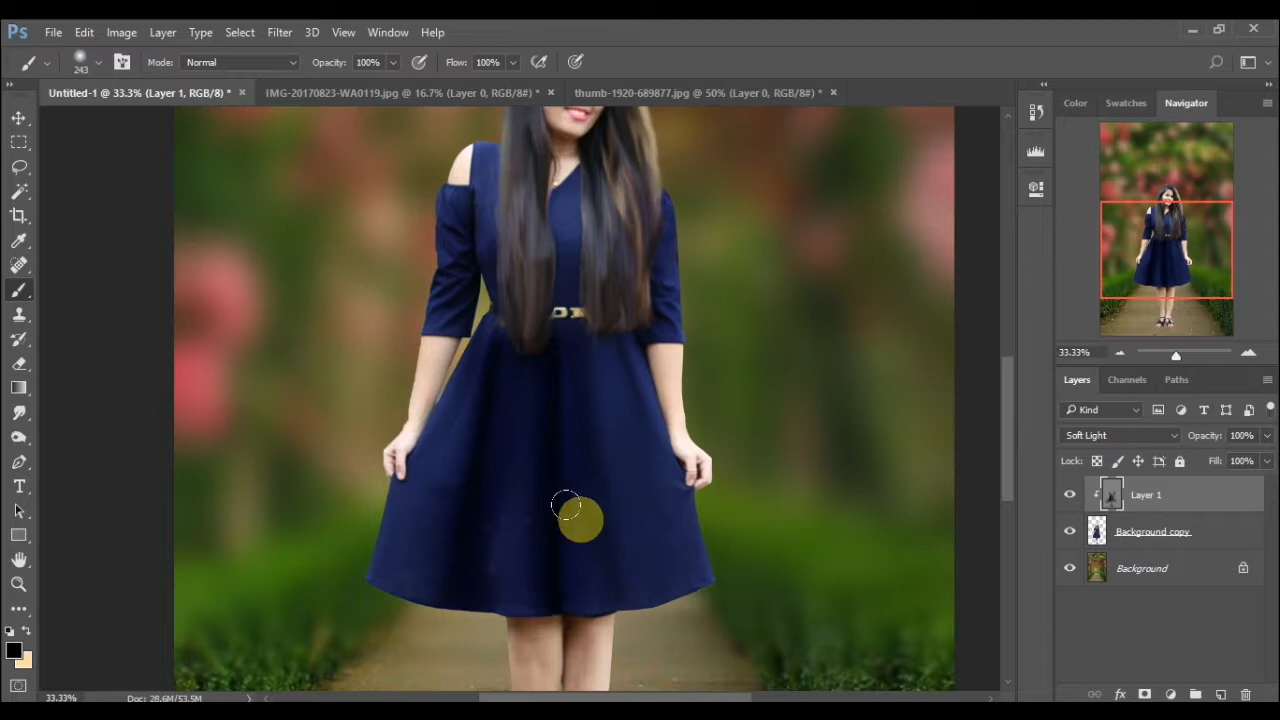 Ps File Edit Image Layer Type Select Filter 3D View Window Help
243 Mode: Normal Opacity: 100% Flow: 100%
Untitled-1 @ 33.3% (Layer 1, RGB/8) * × IMG-20170823-WA0119.jpg @ 16.7% (Layer 0, RGB/8#) * × thumb-1920-689877.jpg @ 50% (Layer 0, RGB/8#) * ×
Color Swatches Navigator
33.33%
Layers Channels Paths
Kind
Soft Light Opacity: 100%
Lock: Fill: 100%
Layer 1
Background copy
Background
33.33% Doc: 28.6M/53.5M